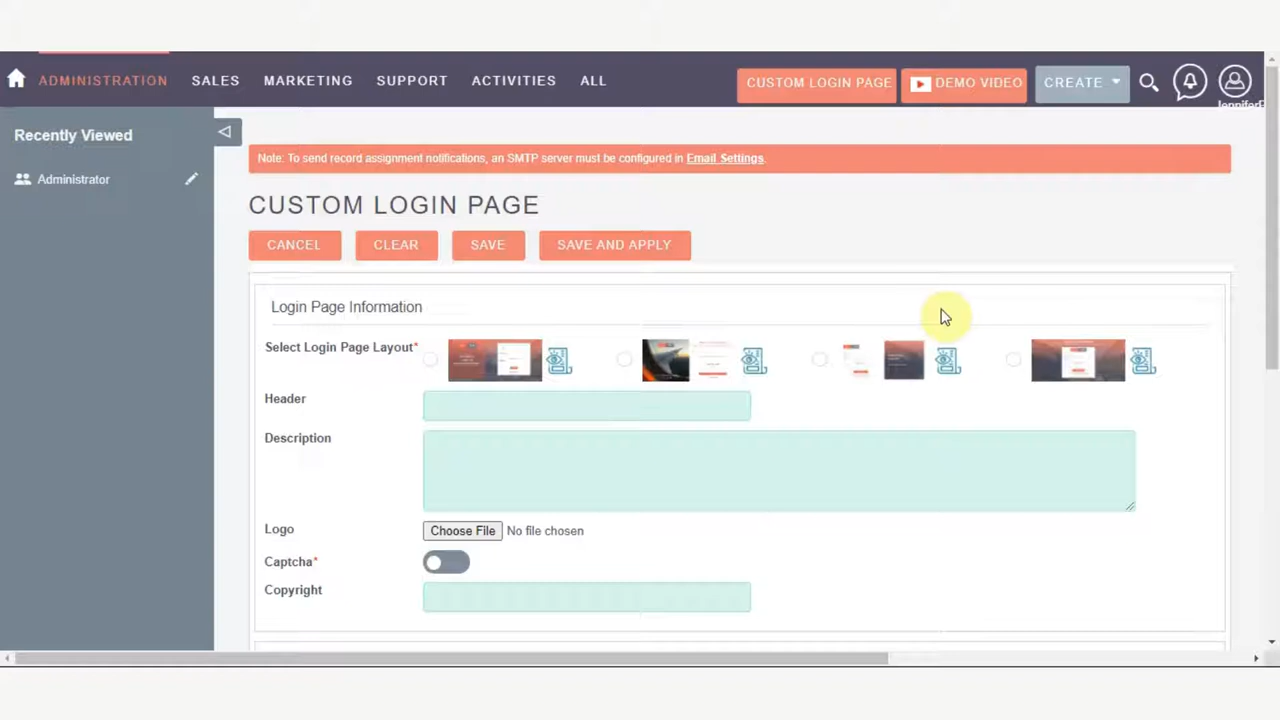 ADMINISTRATION SALES MARKETING SUPPORT ACTIVITIES ALL CUSTOM LOGIN PAGE DEMO VIDEO CREATE
Recently Viewed
Administrator
Note: To send record assignment notifications, an SMTP server must be configured in Email Settings.
CUSTOM LOGIN PAGE
CANCEL CLEAR SAVE SAVE AND APPLY
Login Page Information
Select Login Page Layout*
Header
Description
Logo Choose File No file chosen
Captcha*
Copyright